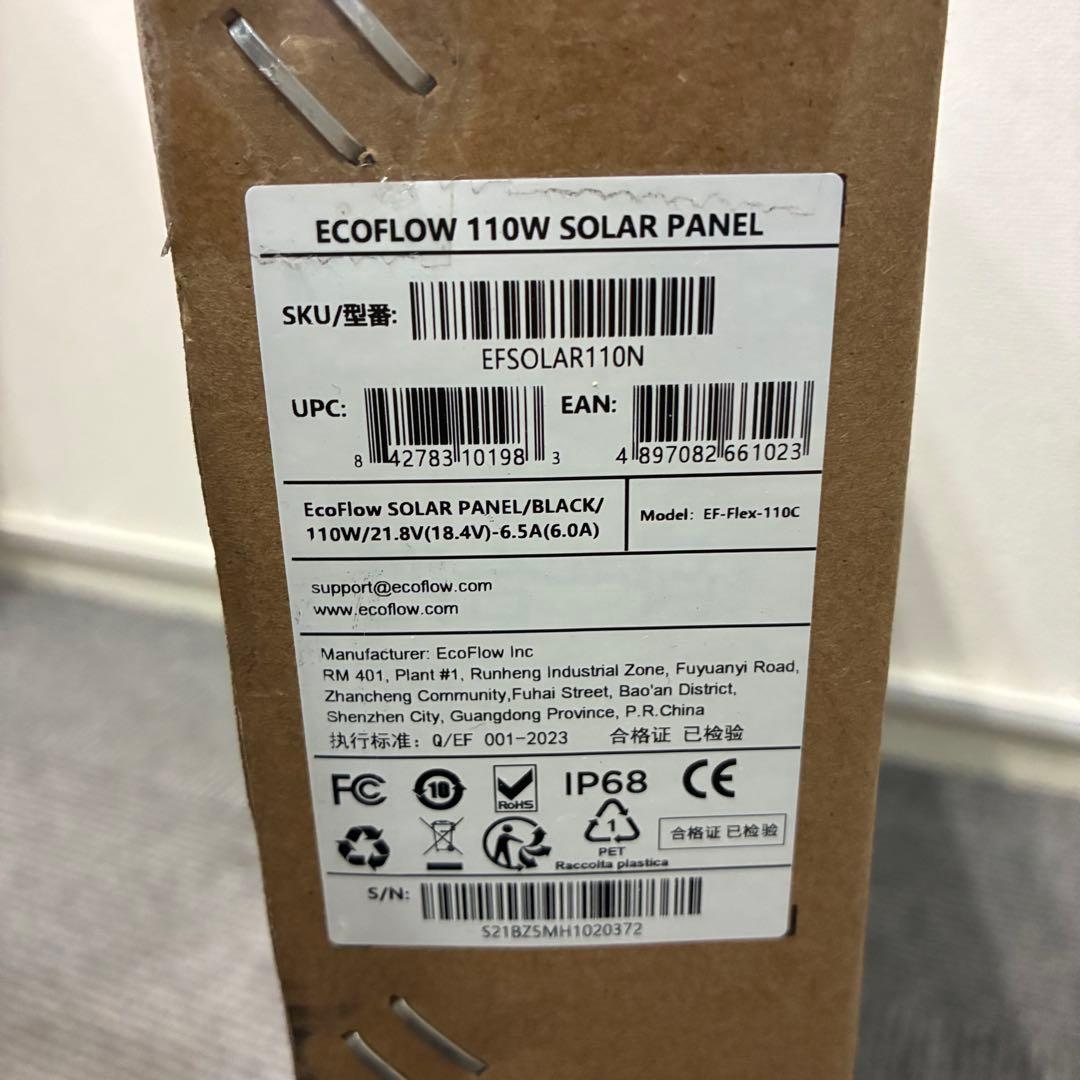 ECOFLOW 110W SOLAR PANEL
SKU/型番:
EFSOLAR110N
UPC:
8 42783 10198 3
EAN:
4 897082 661023
EcoFlow SOLAR PANEL/BLACK/
110W/21.8V(18.4V)-6.5A(6.0A)
Model: EF-Flex-110C
support@ecoflow.com
www.ecoflow.com
Manufacturer: EcoFlow Inc
RM 401, Plant #1, Runheng Industrial Zone, Fuyuanyi Road,
Zhancheng Community,Fuhai Street, Bao'an District,
Shenzhen City, Guangdong Province, P.R.China
执行标准: Q/EF 001-2023 合格证 已检验
FC 10 RoHS IP68 CE
1
PET
Raccolta plastica
合格证 已检验
S/N:
S21BZ5MH1020372